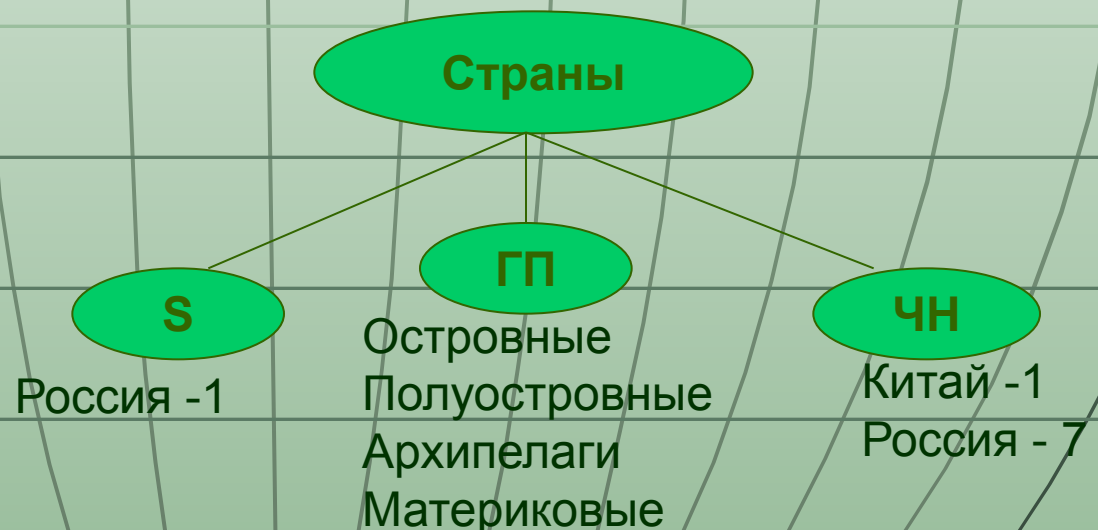 Страны
S
Россия -1
ГП
Островные
Полуостровные
Архипелаги
Материковые
ЧН
Китай -1
Россия - 7